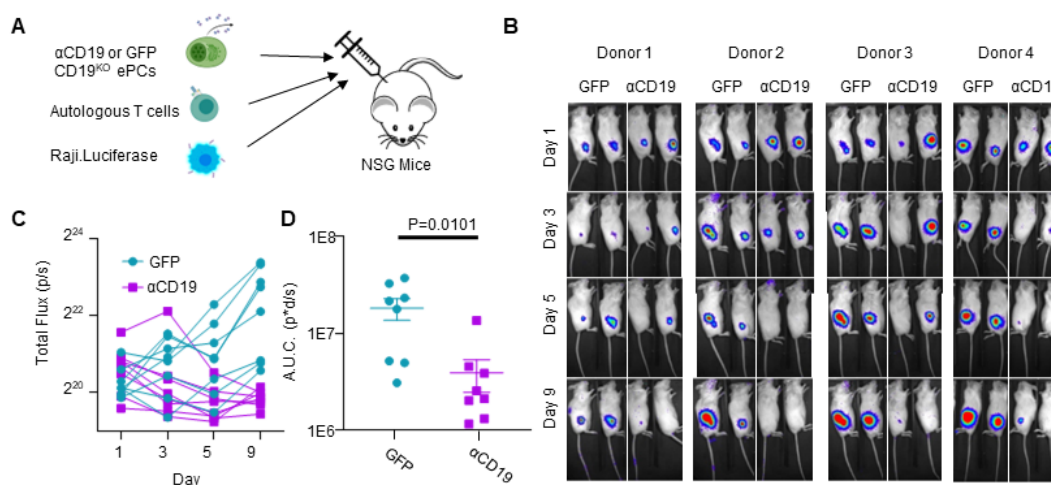 A
αCD19 or GFP
CD19KO ePCs
Autologous T cells
Raji.Luciferase
NSG Mice
B
Donor 1 Donor 2 Donor 3 Donor 4
GFP αCD19 GFP αCD19 GFP αCD19 GFP αCD1
Day 1
Day 3
Day 5
Day 9
C
Total Flux (p/s)
2^24
2^22
2^20
GFP
αCD19
1 3 5 9
Day
D
P=0.0101
A.U.C. (p*d/s)
1E8
1E7
1E6
GFP
αCD19